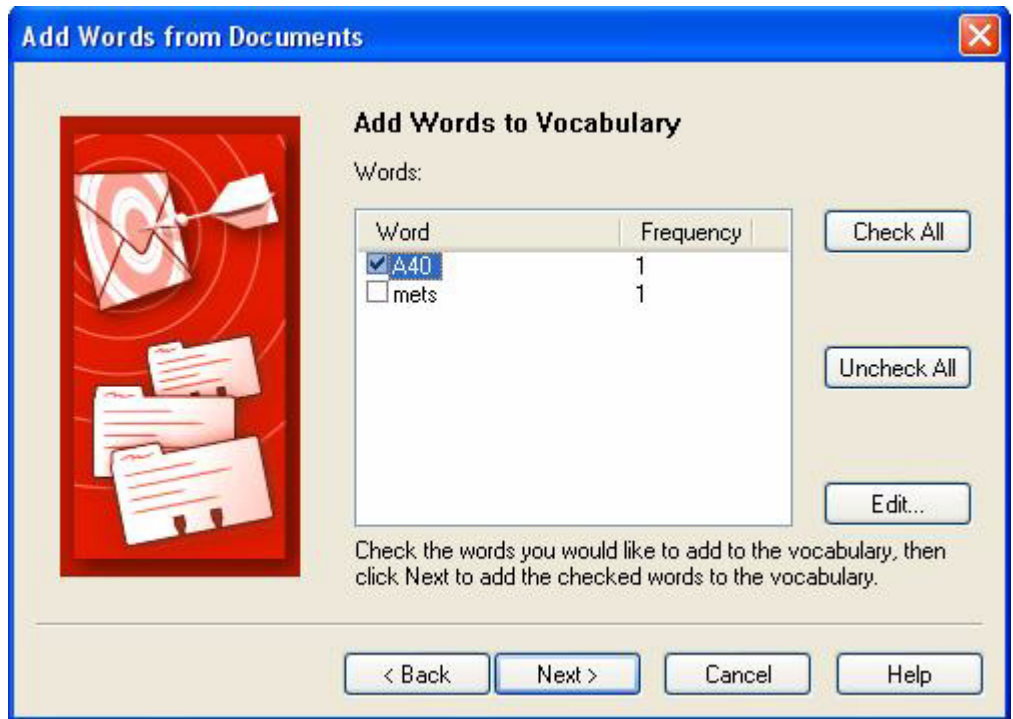 Add Words from Documents
Add Words to Vocabulary
Words:
Word Frequency
A40 1
mets 1
Check All
Uncheck All
Edit...
Check the words you would like to add to the vocabulary, then
click Next to add the checked words to the vocabulary.
< Back Next > Cancel Help